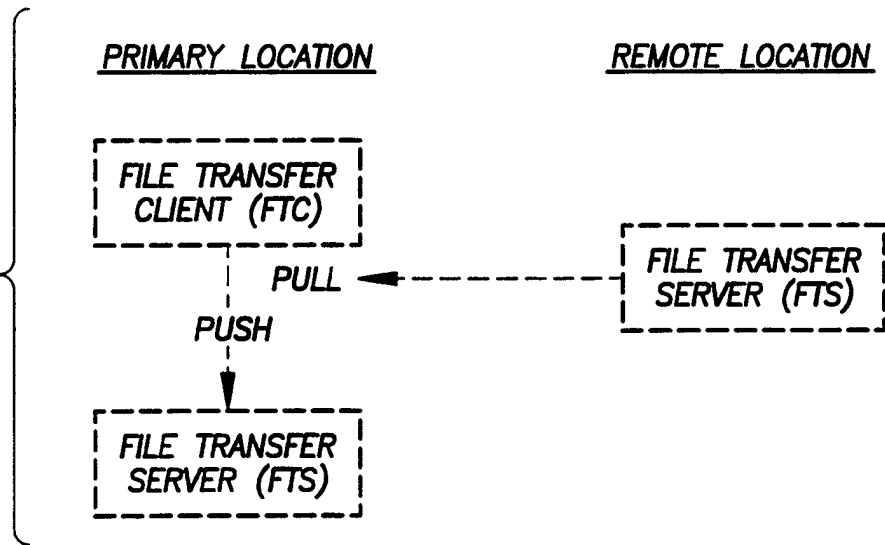 PRIMARY LOCATION
REMOTE LOCATION
FILE TRANSFER
CLIENT (FTC)
PULL
FILE TRANSFER
SERVER (FTS)
PUSH
FILE TRANSFER
SERVER (FTS)